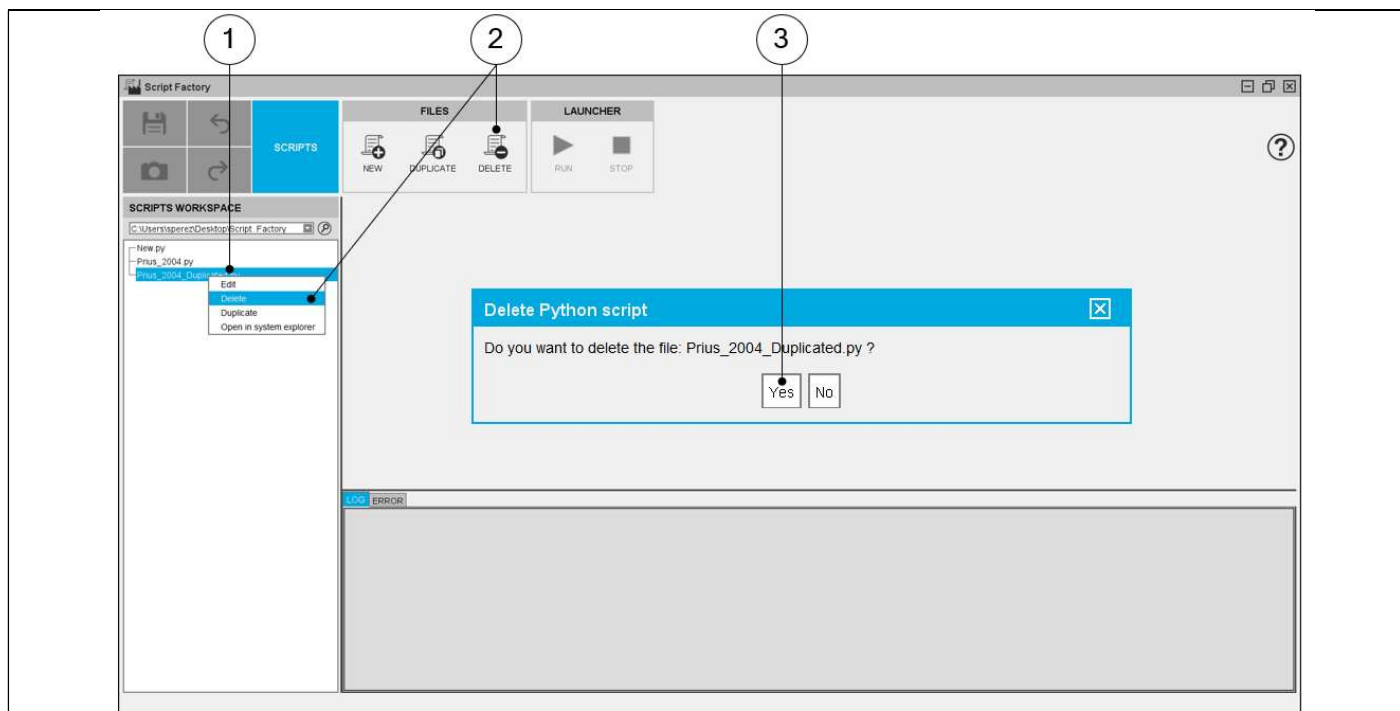 1 2 3
Script Factory
FILES LAUNCHER
SCRIPTS
NEW DUPLICATE DELETE RUN STOP
SCRIPTS WORKSPACE
C:\Users\sperez\Desktop\Script_Factory
New.py
Prius_2004.py
Prius_2004_Duplicated.py
Edit
Delete
Duplicate
Open in system explorer
Delete Python script
Do you want to delete the file: Prius_2004_Duplicated.py ?
Yes No
LOG ERROR